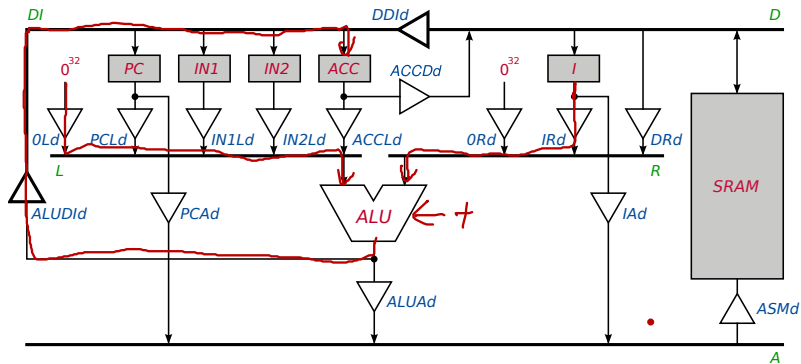 DI DDId D
0³² PC IN1 IN2 ACC ACCDd 0³² I
0Ld PCLd IN1Ld IN2Ld ACCLd 0Rd IRd DRd
L R
SRAM
ALUDId PCAd ALU + IAd
ALUAd ASMd
A